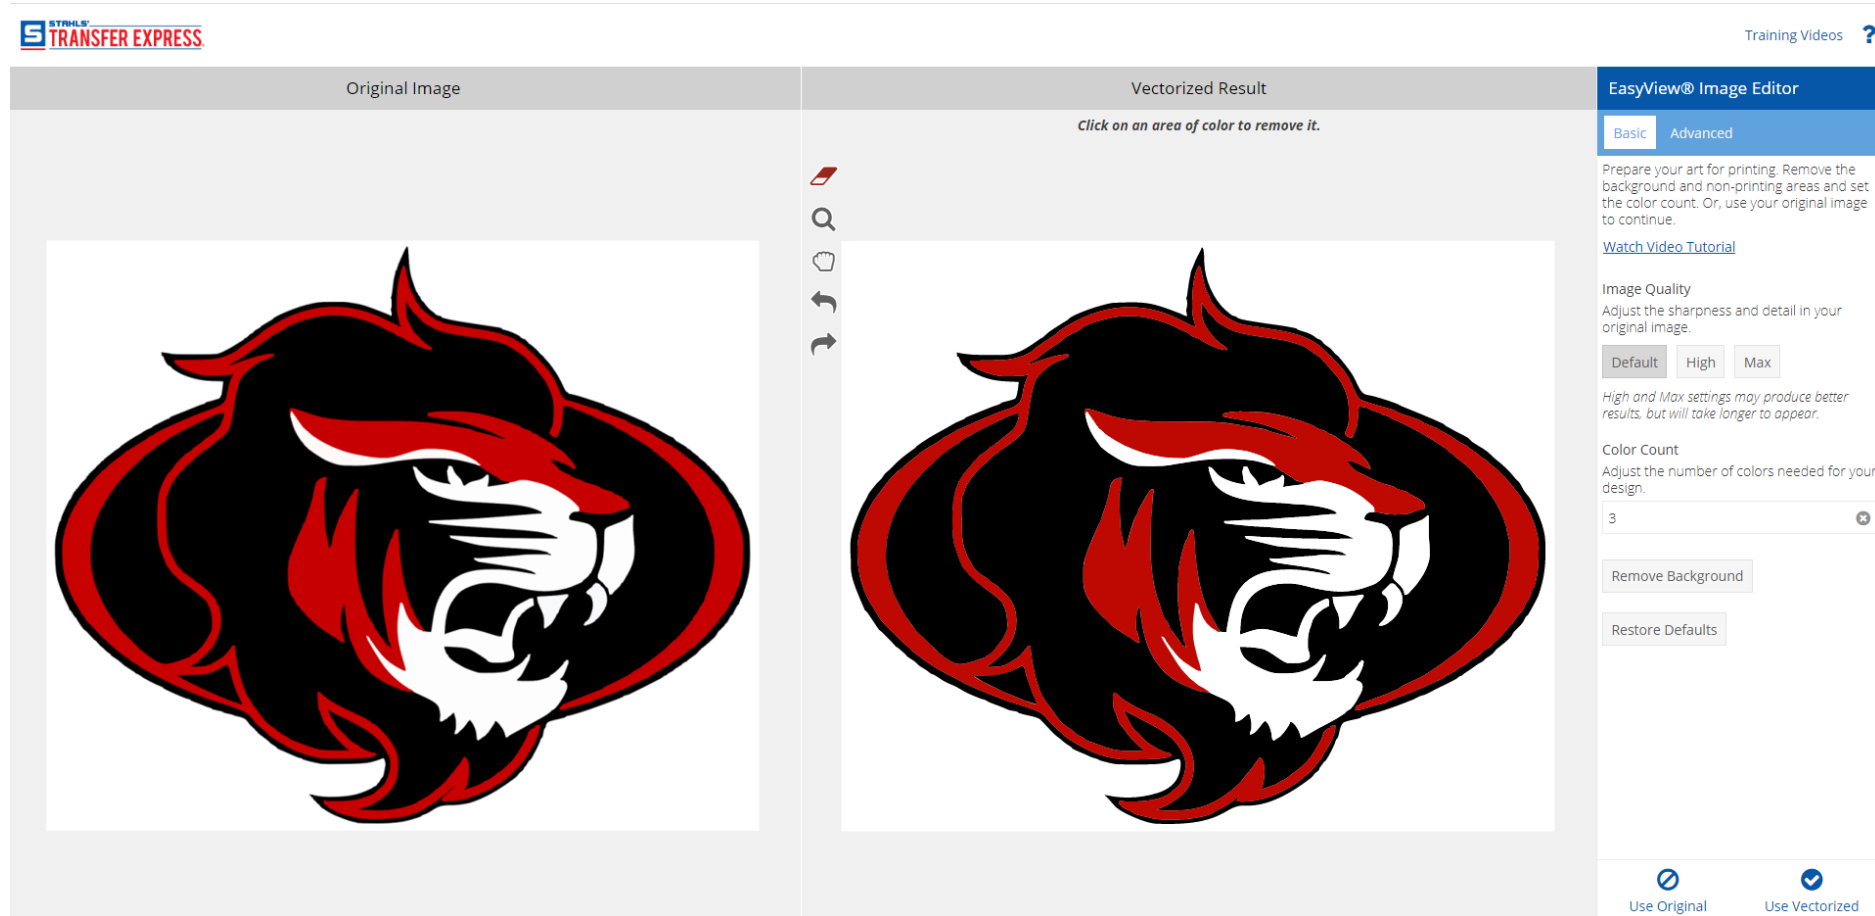 STAHLS'
TRANSFER EXPRESS
Training Videos ?
Original Image
Vectorized Result
EasyView® Image Editor
Click on an area of color to remove it.
Basic Advanced
Prepare your art for printing. Remove the
background and non-printing areas and set
the color count. Or, use your original image
to continue.
Watch Video Tutorial
Image Quality
Adjust the sharpness and detail in your
original image.
Default High Max
High and Max settings may produce better
results, but will take longer to appear.
Color Count
Adjust the number of colors needed for your
design.
3
Remove Background
Restore Defaults
Use Original
Use Vectorized